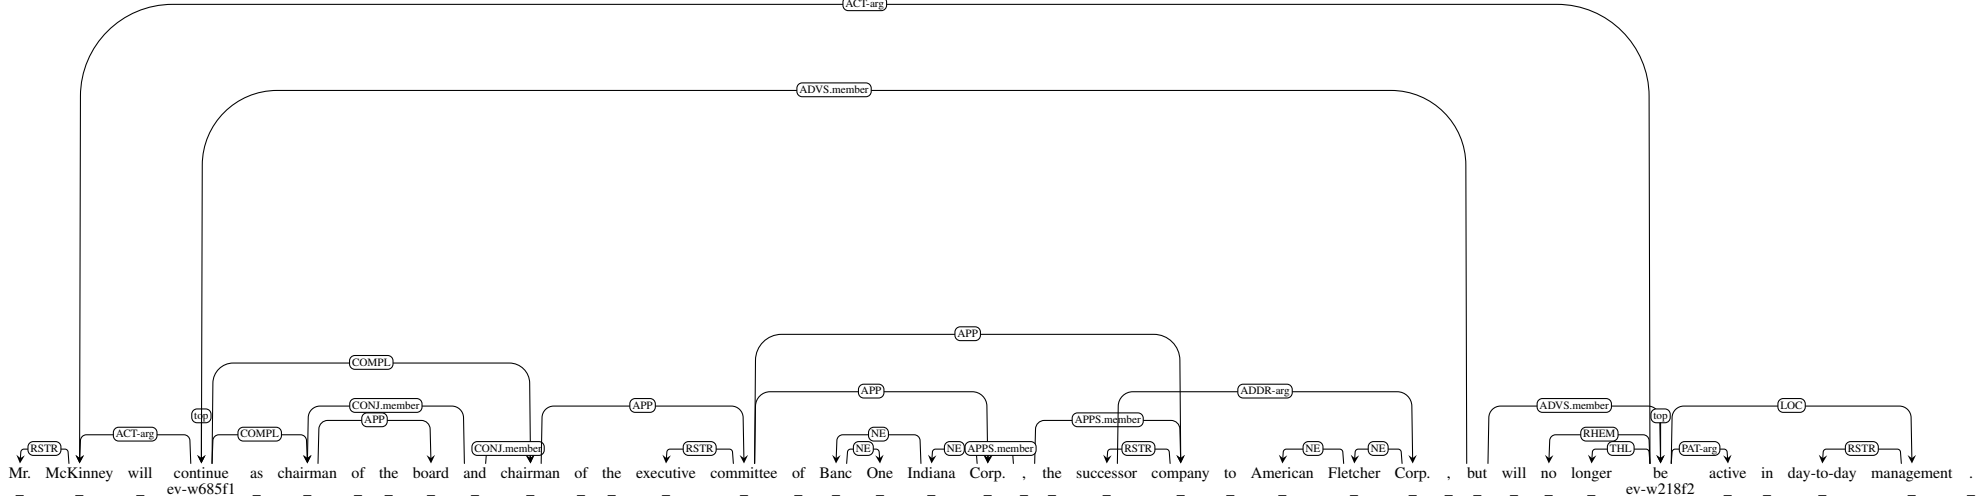 ACT-arg
ADVS.member
APP
COMPL
APP ADDR-arg
CONJ.member APP ADVS.member LOC
top APP APPS.member top
ACT-arg COMPL NE RHEM
RSTR CONJ.member RSTR NE NE APPS.member RSTR NE NE THL PAT-arg RSTR
Mr. McKinney will continue as chairman of the board and chairman of the executive committee of Banc One Indiana Corp. , the successor company to American Fletcher Corp. , but will no longer be active in day-to-day management .
_ _ _ ev-w685f1 _ _ _ _ _ _ _ _ _ _ _ _ _ _ _ _ _ _ _ _ _ _ _ _ _ _ _ _ _ _ ev-w218f2 _ _ _ _ _